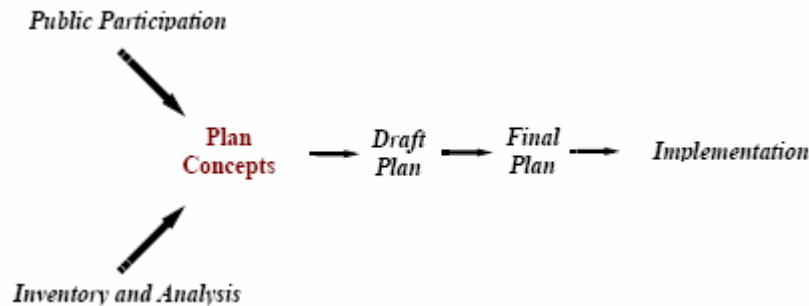 Public Participation
Plan
Concepts
Draft
Plan
Final
Plan
Implementation
Inventory and Analysis